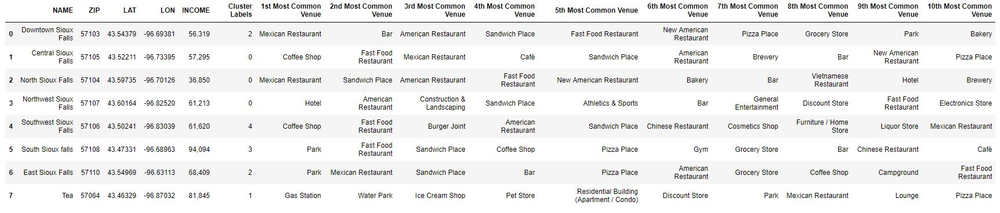 NAME ZIP LAT LON INCOME Cluster Labels 1st Most Common Venue 2nd Most Common Venue 3rd Most Common Venue 4th Most Common Venue 5th Most Common Venue 6th Most Common Venue 7th Most Common Venue 8th Most Common Venue 9th Most Common Venue 10th Most Common Venue
0 Downtown Sioux Falls 57103 43.54379 -96.69381 56,319 2 Mexican Restaurant Bar American Restaurant Sandwich Place Fast Food Restaurant New American Restaurant Pizza Place Grocery Store Park Bakery
1 Central Sioux Falls 57105 43.52211 -96.73395 57,295 0 Coffee Shop Fast Food Restaurant Mexican Restaurant Café Sandwich Place American Restaurant Brewery Bar New American Restaurant Pizza Place
2 North Sioux Falls 57104 43.59735 -96.70126 36,850 0 Mexican Restaurant Sandwich Place American Restaurant Fast Food Restaurant New American Restaurant Bakery Bar Vietnamese Restaurant Hotel Brewery
3 Northwest Sioux Falls 57107 43.60164 -96.82520 61,213 0 Hotel American Restaurant Construction & Landscaping Sandwich Place Athletics & Sports Bar General Entertainment Discount Store Fast Food Restaurant Electronics Store
4 Southwest Sioux Falls 57106 43.50241 -96.83039 61,620 4 Coffee Shop Fast Food Restaurant Burger Joint American Restaurant Sandwich Place Chinese Restaurant Cosmetics Shop Furniture / Home Store Liquor Store Mexican Restaurant
5 South Sioux falls 57108 43.47331 -96.68963 94,094 3 Park Fast Food Restaurant Sandwich Place Coffee Shop Pizza Place Gym Grocery Store Bar Chinese Restaurant Café
6 East Sioux Falls 57110 43.54969 -96.63113 68,409 2 Park Mexican Restaurant Sandwich Place Bar Pizza Place American Restaurant Grocery Store Coffee Shop Campground Fast Food Restaurant
7 Tea 57064 43.46329 -96.87032 81,845 1 Gas Station Water Park Ice Cream Shop Pet Store Residential Building (Apartment / Condo) Discount Store Park Mexican Restaurant Lounge Pizza Place